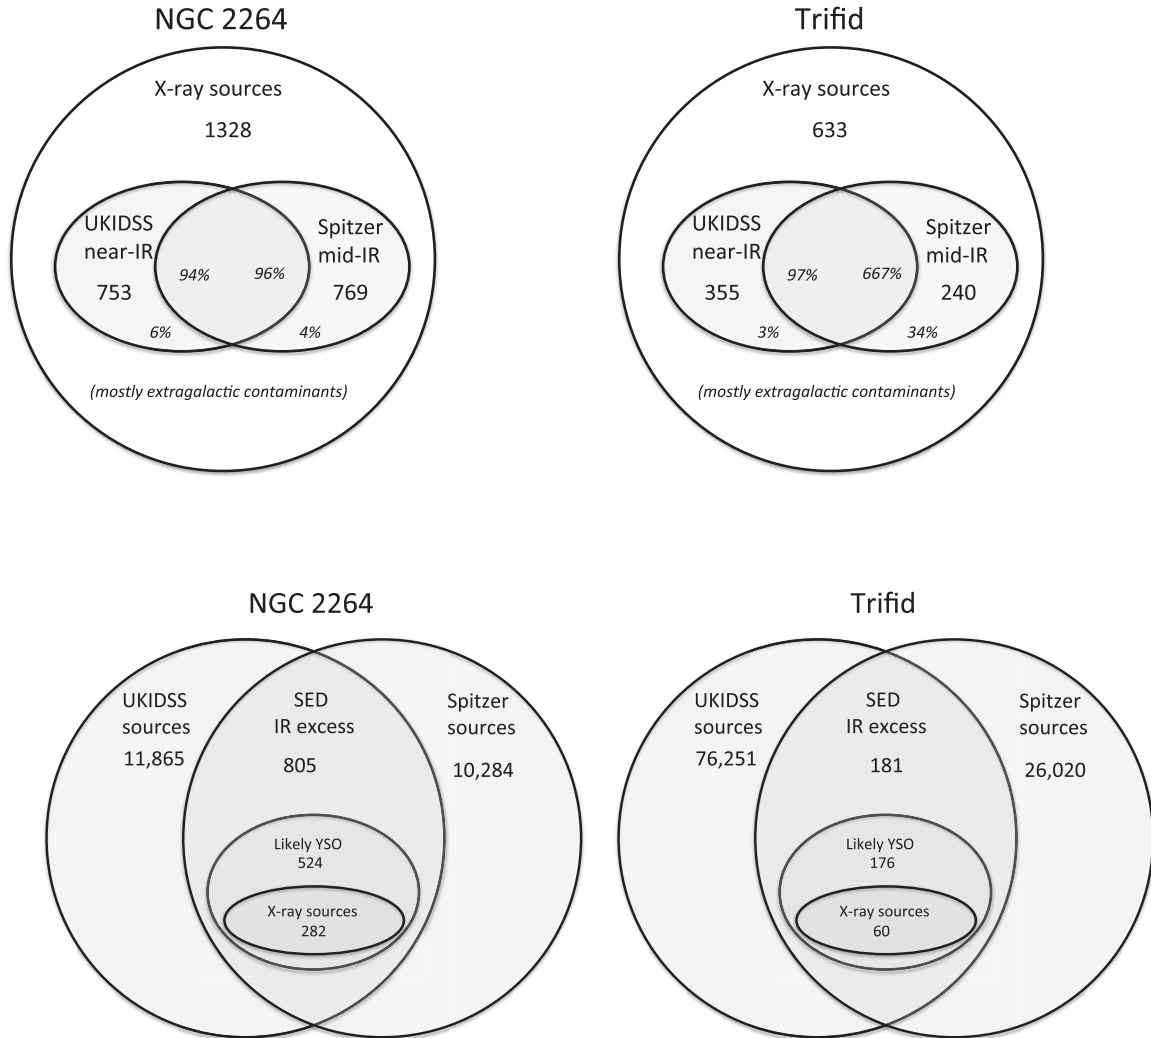 NGC 2264
X-ray sources
1328
UKIDSS
near-IR
753
94%
96%
Spitzer
mid-IR
769
6%
4%
(mostly extragalactic contaminants)
Trifid
X-ray sources
633
UKIDSS
near-IR
355
97%
667%
Spitzer
mid-IR
240
3%
34%
(mostly extragalactic contaminants)
NGC 2264
UKIDSS
sources
11,865
SED
IR excess
805
Spitzer
sources
10,284
Likely YSO
524
X-ray sources
282
Trifid
UKIDSS
sources
76,251
SED
IR excess
181
Spitzer
sources
26,020
Likely YSO
176
X-ray sources
60